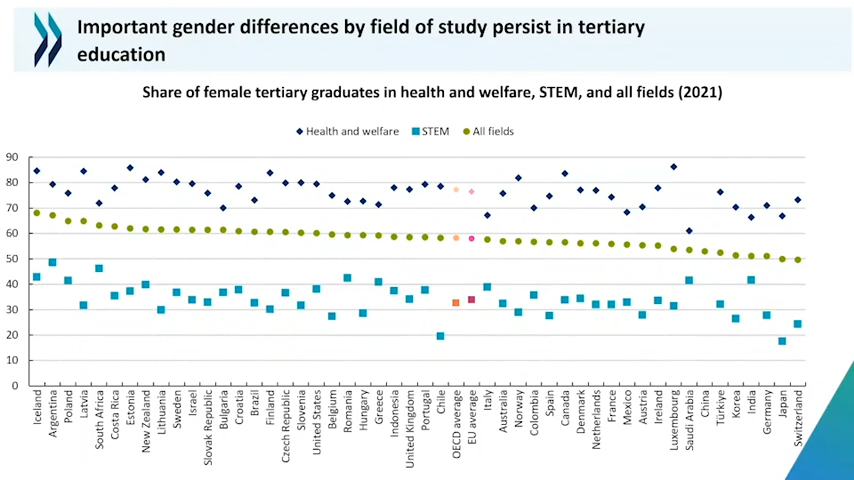 Important gender differences by field of study persist in tertiary
education
Share of female tertiary graduates in health and welfare, STEM, and all fields (2021)
Health and welfare STEM All fields
90
80
70
60
50
40
30
20
10
0
Iceland
Argentina
Poland
Latvia
South Africa
Costa Rica
Estonia
New Zealand
Lithuania
Sweden
Israel
Slovak Republic
Bulgaria
Croatia
Brazil
Finland
Czech Republic
Slovenia
United States
Belgium
Romania
Hungary
Greece
Indonesia
United Kingdom
Portugal
Chile
OECD average
EU average
Italy
Australia
Norway
Colombia
Spain
Canada
Denmark
Netherlands
France
Mexico
Austria
Ireland
Luxembourg
Saudi Arabia
China
Türkiye
Korea
India
Germany
Japan
Switzerland